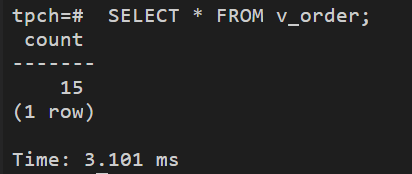 tpch=#  SELECT * FROM v_order;
 count
-------
    15
(1 row)

Time: 3.101 ms